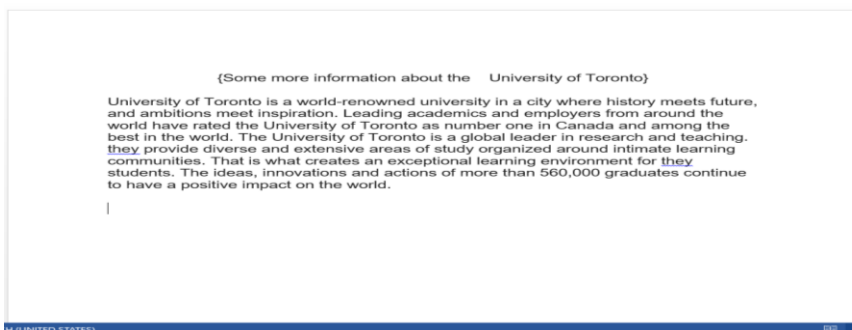 {Some more information about the University of Toronto}
University of Toronto is a world-renowned university in a city where history meets future,
and ambitions meet inspiration. Leading academics and employers from around the
world have rated the University of Toronto as number one in Canada and among the
best in the world. The University of Toronto is a global leader in research and teaching.
they provide diverse and extensive areas of study organized around intimate learning
communities. That is what creates an exceptional learning environment for they
students. The ideas, innovations and actions of more than 560,000 graduates continue
to have a positive impact on the world.
(UNITED STATES)